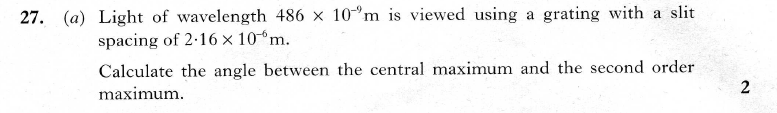 27. (a) Light of wavelength 486 × 10⁻⁹m is viewed using a grating with a slit
spacing of 2·16 × 10⁻⁶m.
Calculate the angle between the central maximum and the second order
maximum.
2